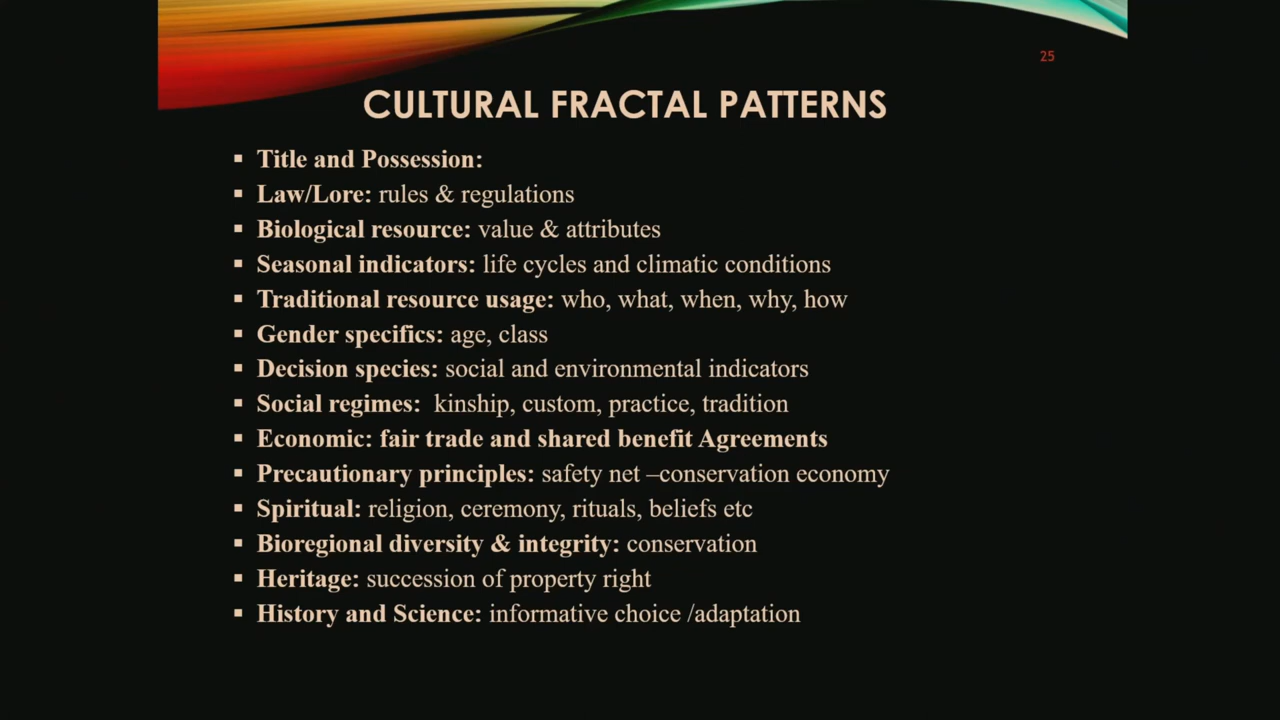 25
CULTURAL FRACTAL PATTERNS
▪ Title and Possession:
▪ Law/Lore: rules & regulations
▪ Biological resource: value & attributes
▪ Seasonal indicators: life cycles and climatic conditions
▪ Traditional resource usage: who, what, when, why, how
▪ Gender specifics: age, class
▪ Decision species: social and environmental indicators
▪ Social regimes:  kinship, custom, practice, tradition
▪ Economic: fair trade and shared benefit Agreements
▪ Precautionary principles: safety net –conservation economy
▪ Spiritual: religion, ceremony, rituals, beliefs etc
▪ Bioregional diversity & integrity: conservation
▪ Heritage: succession of property right
▪ History and Science: informative choice /adaptation